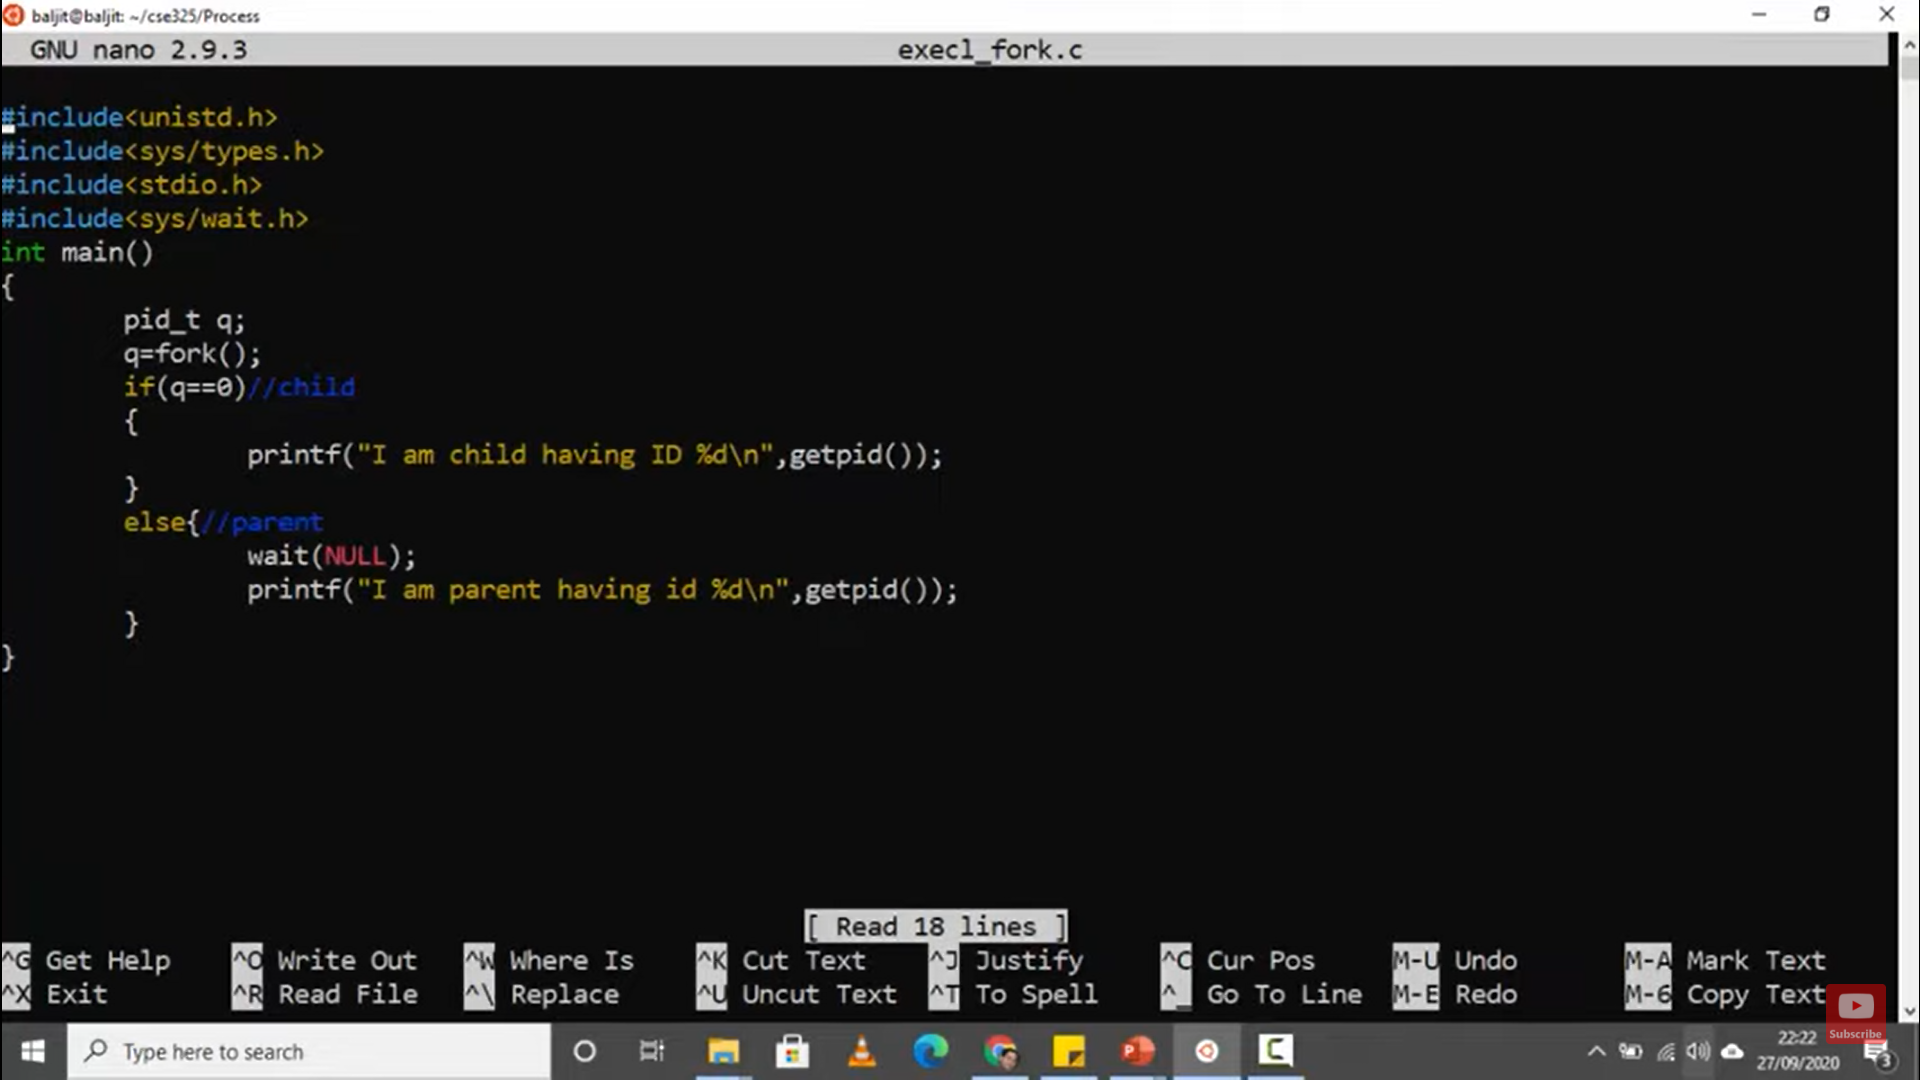 baljit@baljit: ~/cse325/Process
GNU nano 2.9.3 execl_fork.c
#include<unistd.h>
#include<sys/types.h>
#include<stdio.h>
#include<sys/wait.h>
int main()
{
pid_t q;
q=fork();
if(q==0)//child
{
printf("I am child having ID %d\n",getpid());
}
else{//parent
wait(NULL);
printf("I am parent having id %d\n",getpid());
}
}
[ Read 18 lines ]
^G Get Help ^O Write Out ^W Where Is ^K Cut Text ^J Justify ^C Cur Pos M-U Undo M-A Mark Text
^X Exit ^R Read File ^\ Replace ^U Uncut Text ^T To Spell ^_ Go To Line M-E Redo M-6 Copy Text
Subscribe
Type here to search
22:22
27/09/2020
3